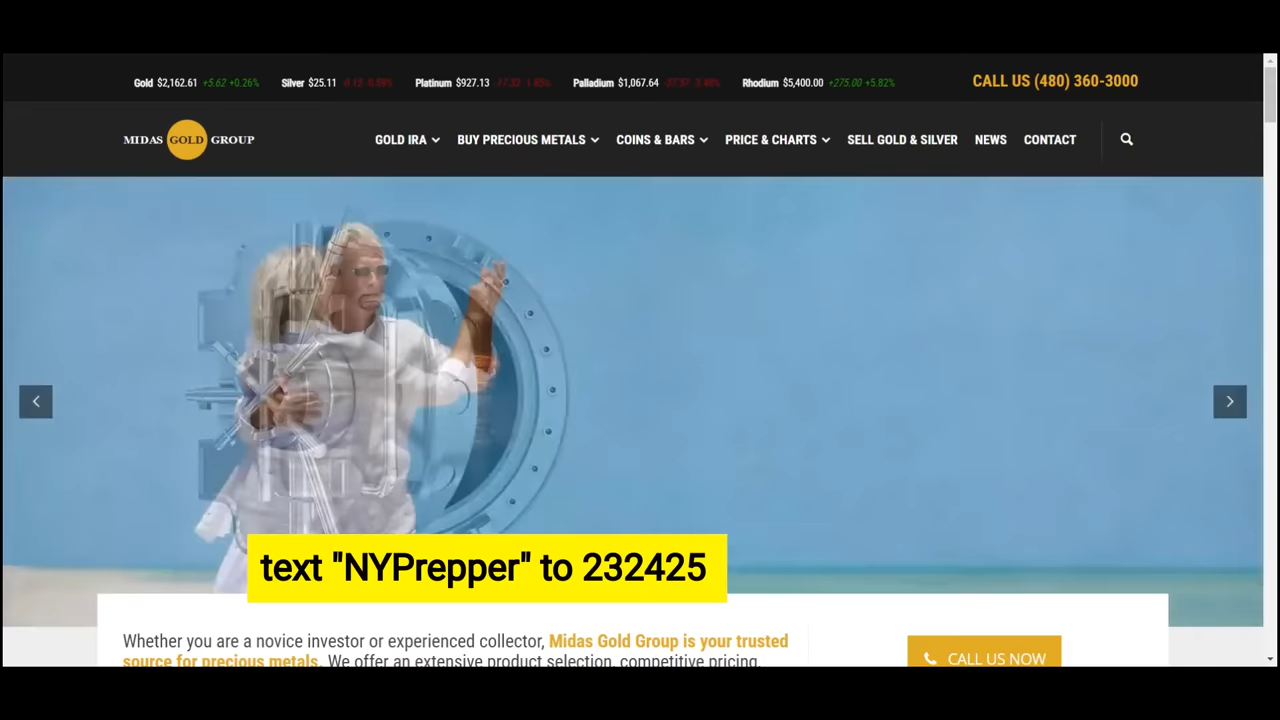 Gold $2,162.61 +5.62 +0.26% Silver $25.11 Platinum $927.13 Palladium $1,067.64 Rhodium $5,400.00 +275.00 +5.82% CALL US (480) 360-3000
MIDAS GOLD GROUP GOLD IRA BUY PRECIOUS METALS COINS & BARS PRICE & CHARTS SELL GOLD & SILVER NEWS CONTACT
text "NYPrepper" to 232425
Whether you are a novice investor or experienced collector, Midas Gold Group is your trusted
source for precious metals. We offer an extensive product selection, competitive pricing,
CALL US NOW